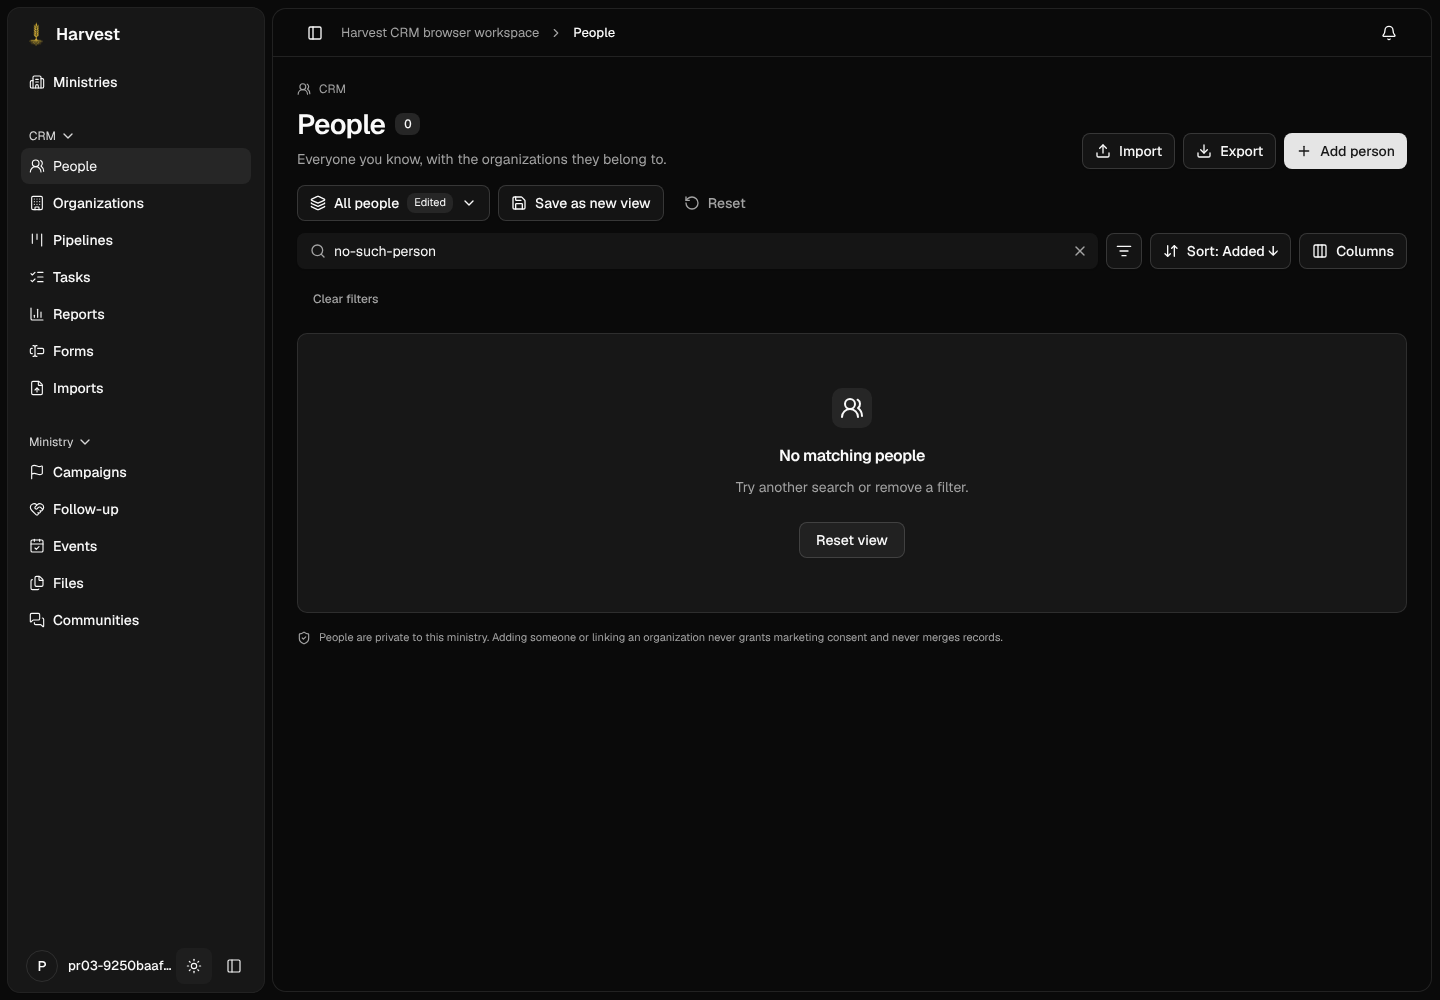 Harvest
Ministries
CRM
People
Organizations
Pipelines
Tasks
Reports
Forms
Imports
Ministry
Campaigns
Follow-up
Events
Files
Communities
P pr03-9250baaf...
Harvest CRM browser workspace > People
CRM
People 0
Everyone you know, with the organizations they belong to.
Import Export + Add person
All people Edited Save as new view Reset
no-such-person Sort: Added ↓ Columns
Clear filters
No matching people
Try another search or remove a filter.
Reset view
People are private to this ministry. Adding someone or linking an organization never grants marketing consent and never merges records.